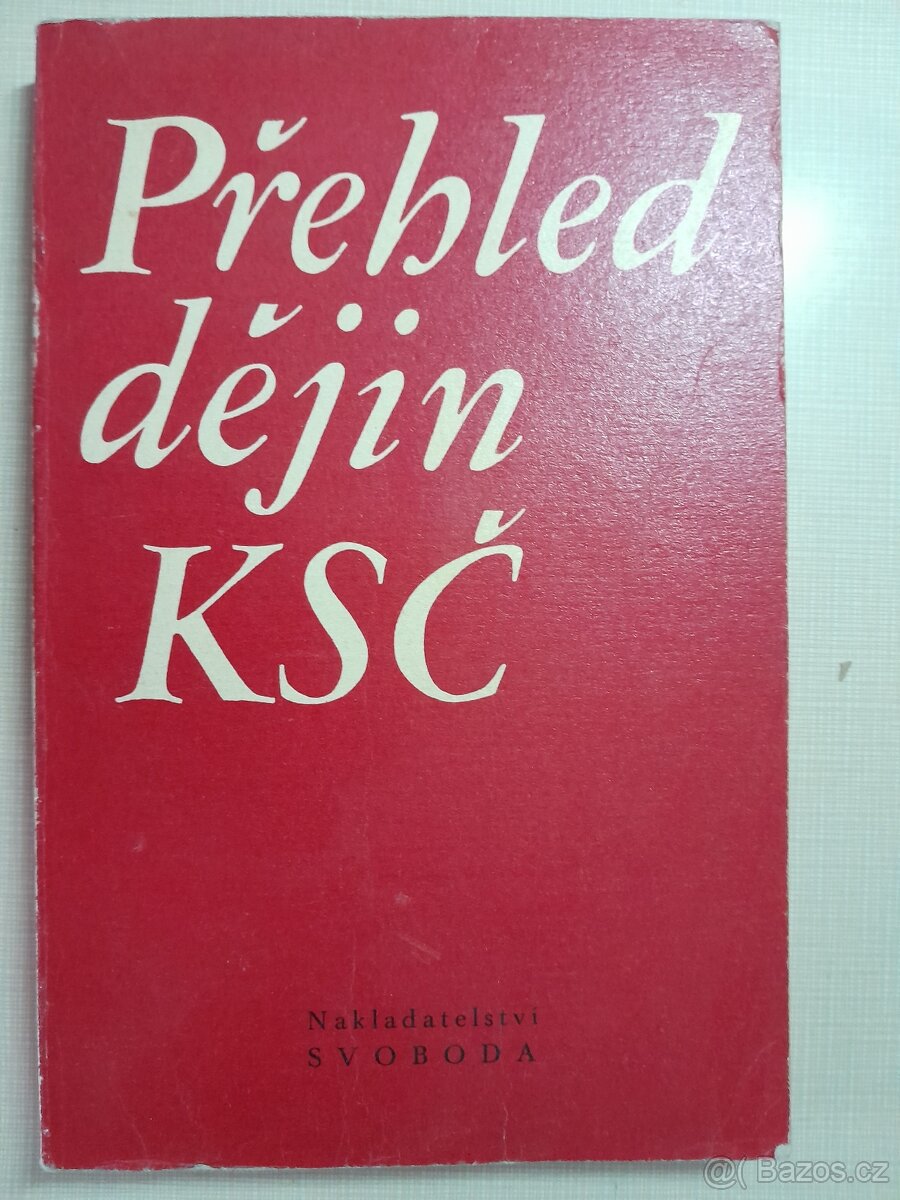 Přehled
dějin
KSČ
Nakladatelství
SVOBODA
@( Bazos.cz